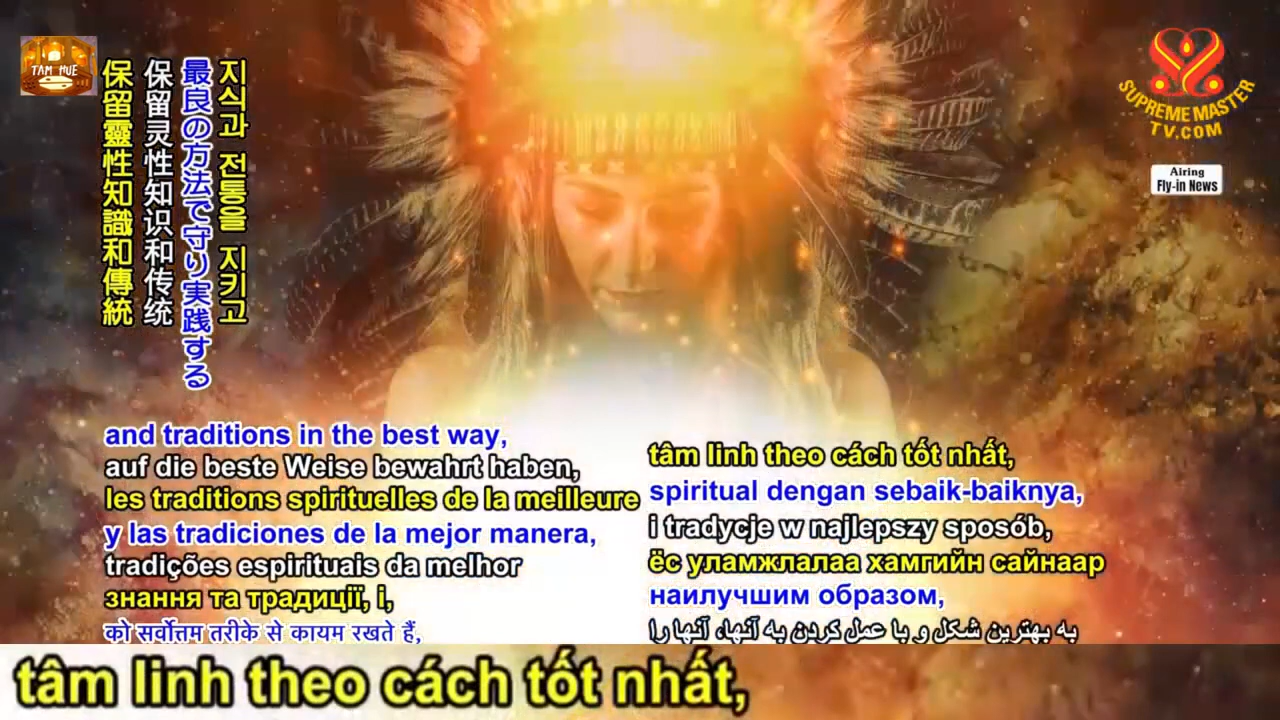 TAM HUE
保留靈性知識和傳統
保留灵性知识和传统
最良の方法で守り実践する
지식과 전통을 지키고
SUPREME MASTER
TV.COM
Airing
Fly-in News
and traditions in the best way,
auf die beste Weise bewahrt haben,
les traditions spirituelles de la meilleure
y las tradiciones de la mejor manera,
tradições espirituais da melhor
знання та традиції, і,
को सर्वोत्तम तरीके से कायम रखते हैं,
tâm linh theo cách tốt nhất,
spiritual dengan sebaik-baiknya,
i tradycje w najlepszy sposób,
ёс уламжлалаа хамгийн сайнаар
наилучшим образом,
به بهترین شکل و با عمل کردن به آنها، آنها را
tâm linh theo cách tốt nhất,